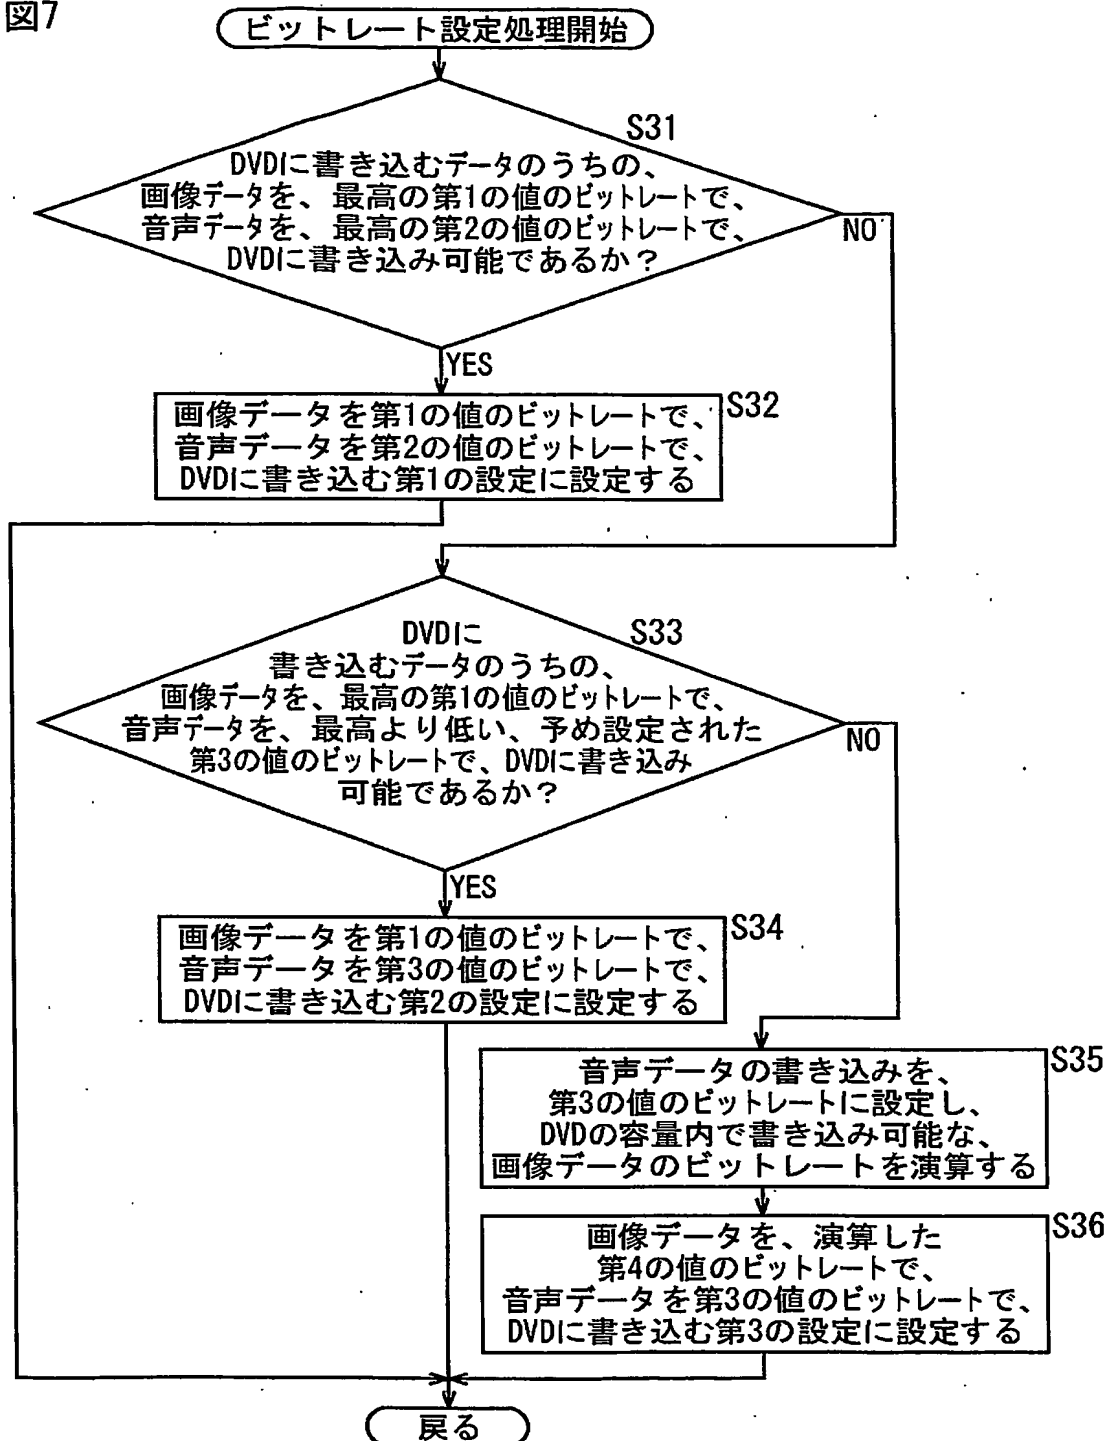 図7
ビットレート設定処理開始
S31
DVDに書き込むデータのうちの、
画像データを、最高の第1の値のビットレートで、
音声データを、最高の第2の値のビットレートで、
DVDに書き込み可能であるか？
NO
YES
S32
画像データを第1の値のビットレートで、
音声データを第2の値のビットレートで、
DVDに書き込む第1の設定に設定する
S33
DVDに
書き込むデータのうちの、
画像データを、最高の第1の値のビットレートで、
音声データを、最高より低い、予め設定された
第3の値のビットレートで、DVDに書き込み
可能であるか？
NO
YES
S34
画像データを第1の値のビットレートで、
音声データを第3の値のビットレートで、
DVDに書き込む第2の設定に設定する
S35
音声データの書き込みを、
第3の値のビットレートに設定し、
DVDの容量内で書き込み可能な、
画像データのビットレートを演算する
S36
画像データを、演算した
第4の値のビットレートで、
音声データを第3の値のビットレートで、
DVDに書き込む第3の設定に設定する
戻る